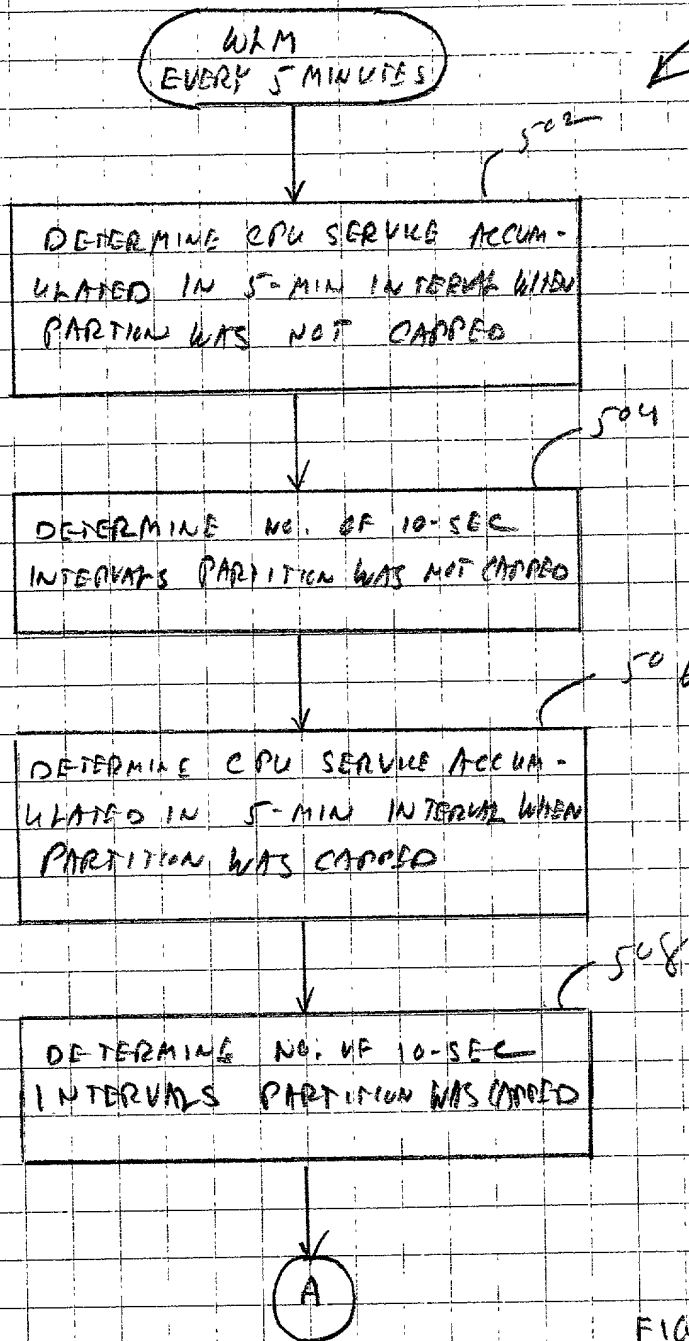 WLM
EVERY 5 MINUTES
502
DETERMINE CPU SERVICE ACCUM-
ULATED IN 5-MIN INTERVAL WHEN
PARTION WAS NOT CAPPED
504
DETERMINE NO. OF 10-SEC
INTERVALS PARTITION WAS NOT CAPPED
506
DETERMINE CPU SERVICE ACCUM-
ULATED IN 5-MIN INTERVAL WHEN
PARTITION WAS CAPPED
508
DETERMINE NO. OF 10-SEC
INTERVALS PARTITION WAS CAPPED
A
FIG